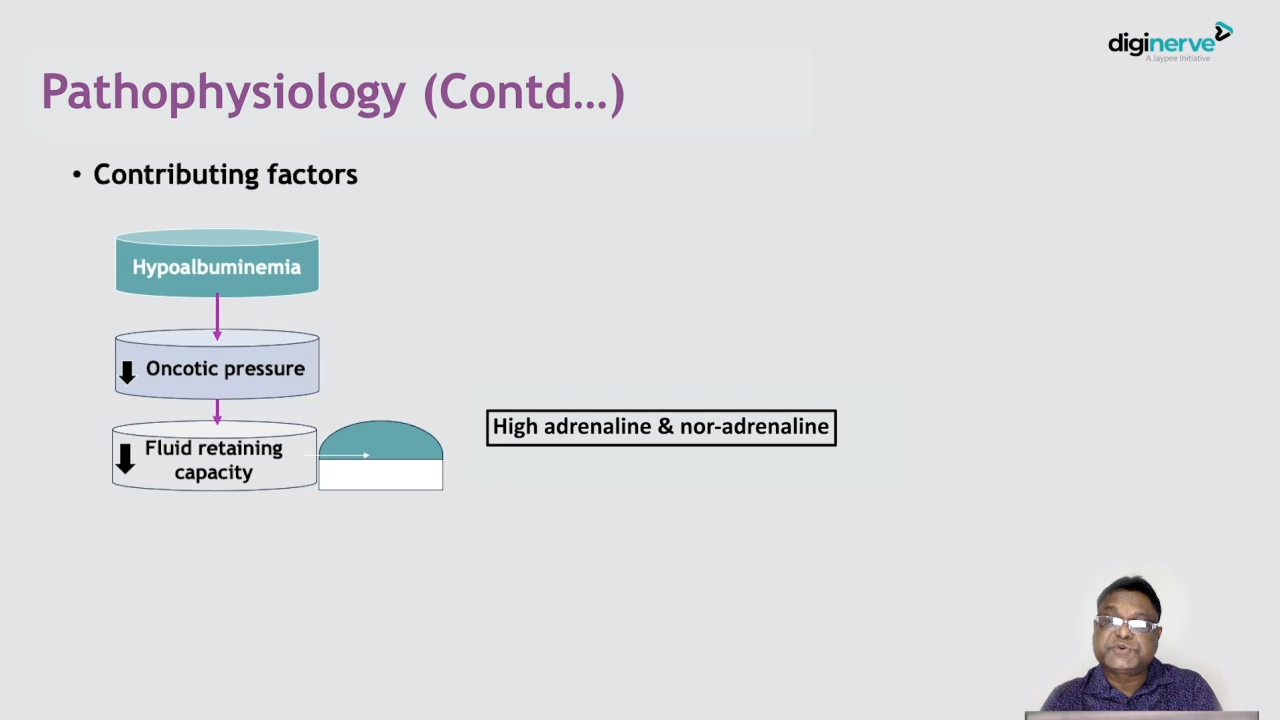 diginerve
A Jaypee Initiative
Pathophysiology (Contd...)
• Contributing factors
Hypoalbuminemia
Oncotic pressure
Fluid retaining
capacity
High adrenaline & nor-adrenaline